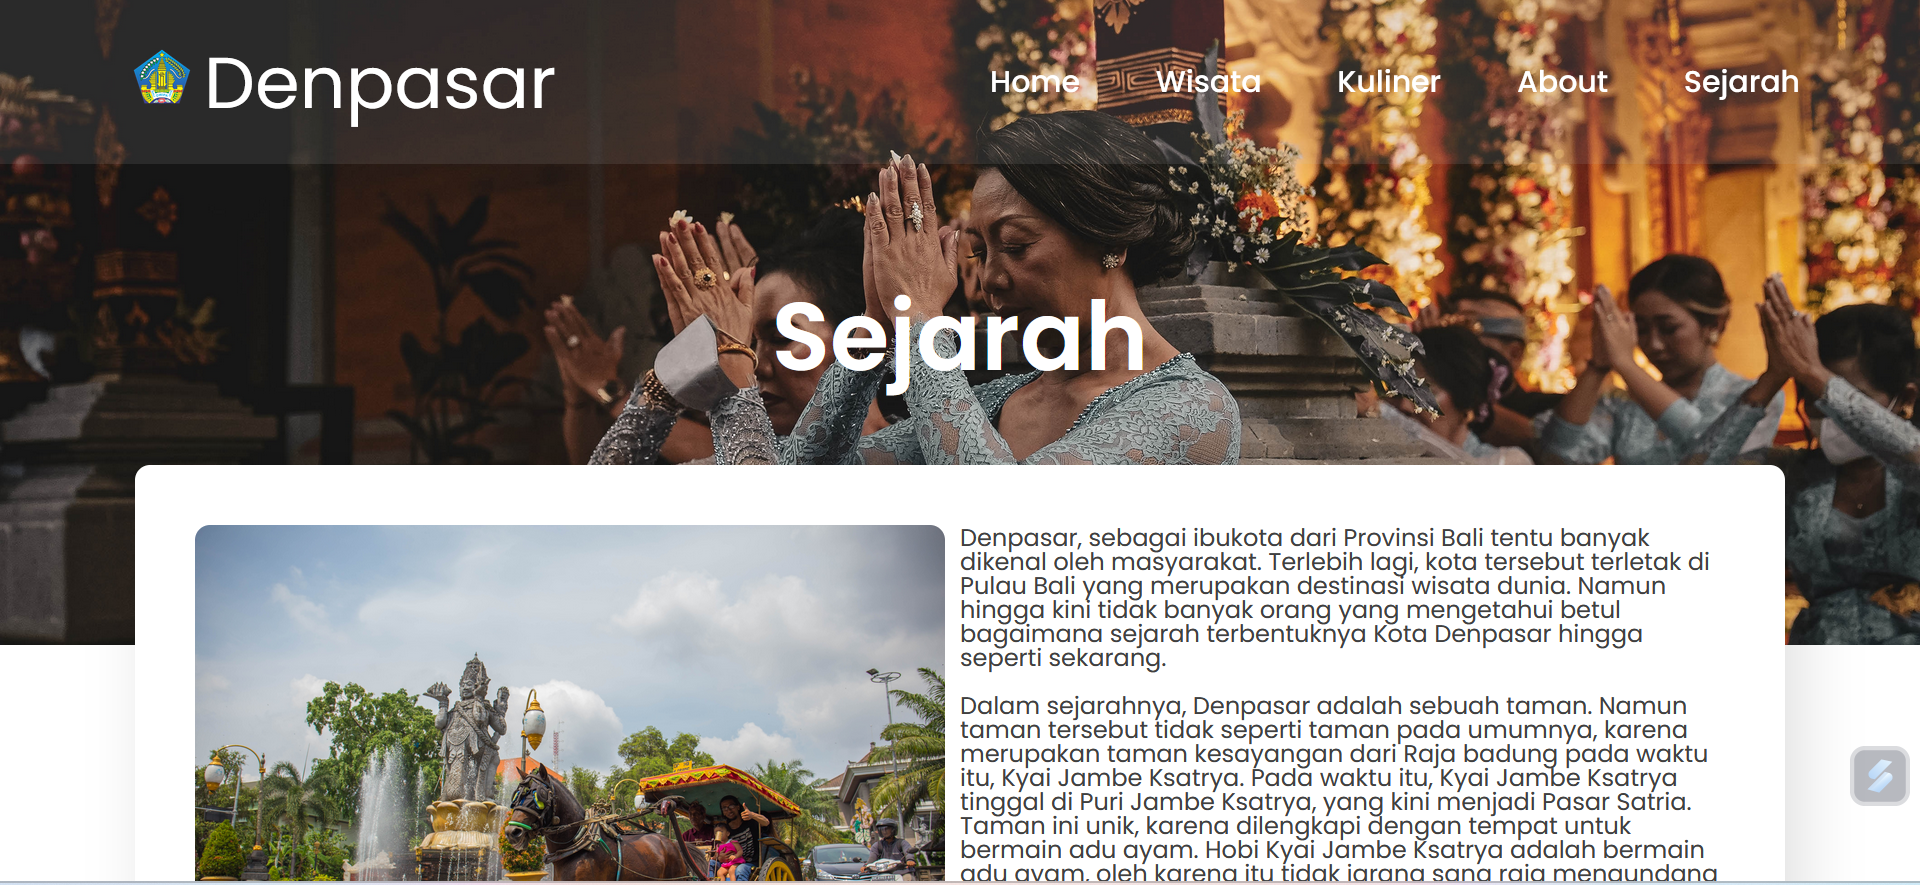 Denpasar
Home Wisata Kuliner About Sejarah
Sejarah
Denpasar, sebagai ibukota dari Provinsi Bali tentu banyak
dikenal oleh masyarakat. Terlebih lagi, kota tersebut terletak di
Pulau Bali yang merupakan destinasi wisata dunia. Namun
hingga kini tidak banyak orang yang mengetahui betul
bagaimana sejarah terbentuknya Kota Denpasar hingga
seperti sekarang.
Dalam sejarahnya, Denpasar adalah sebuah taman. Namun
taman tersebut tidak seperti taman pada umumnya, karena
merupakan taman kesayangan dari Raja badung pada waktu
itu, Kyai Jambe Ksatrya. Pada waktu itu, Kyai Jambe Ksatrya
tinggal di Puri Jambe Ksatrya, yang kini menjadi Pasar Satria.
Taman ini unik, karena dilengkapi dengan tempat untuk
bermain adu ayam. Hobi Kyai Jambe Ksatrya adalah bermain
adu ayam, oleh karena itu tidak jarang sang raja mengundang